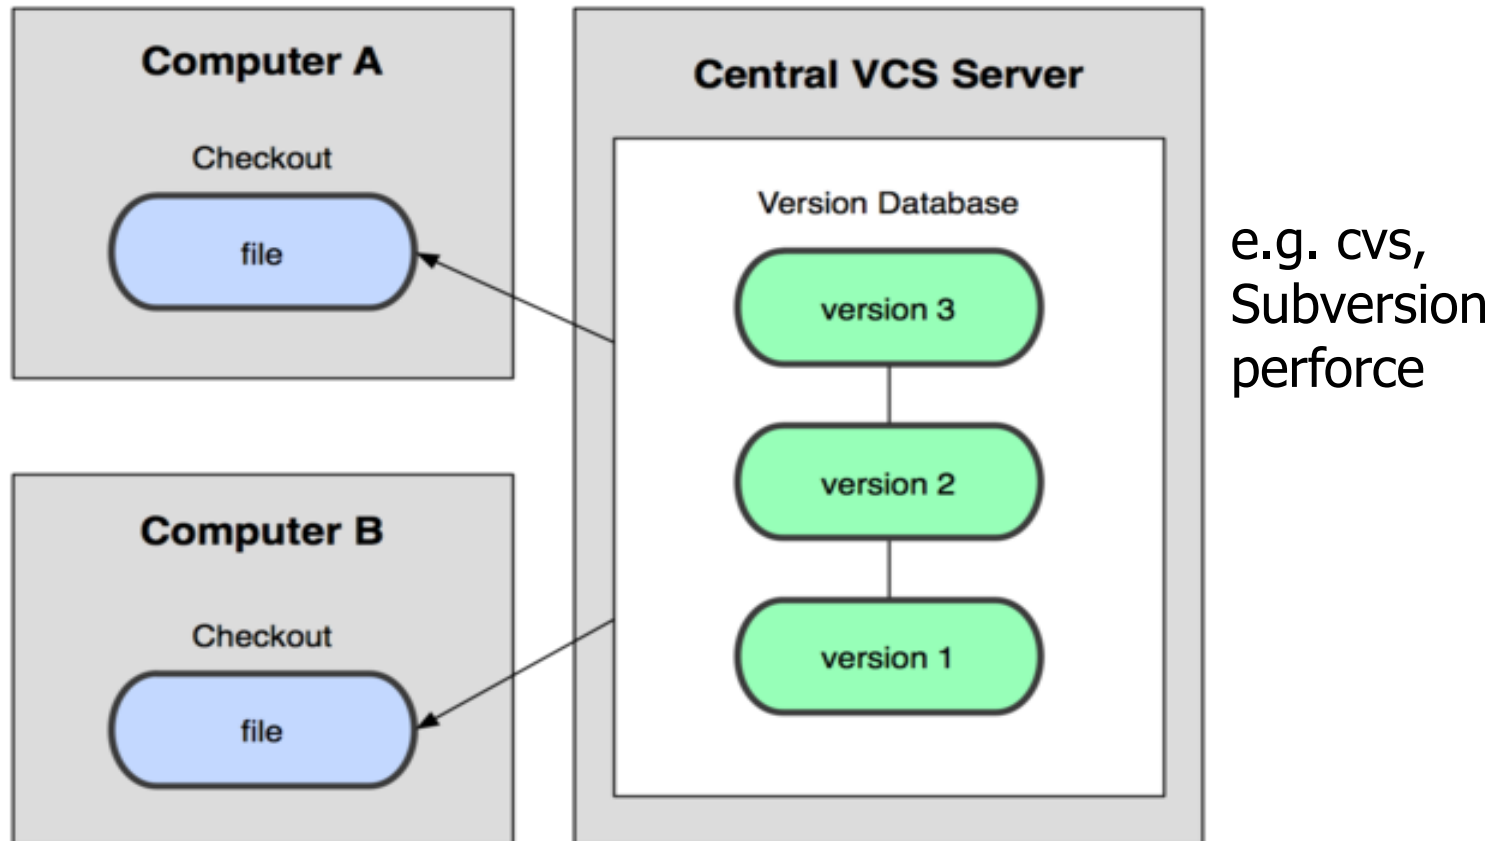 Computer A
Checkout
file
Computer B
Checkout
file
Central VCS Server
Version Database
version 3
version 2
version 1
e.g. cvs,
Subversion
perforce